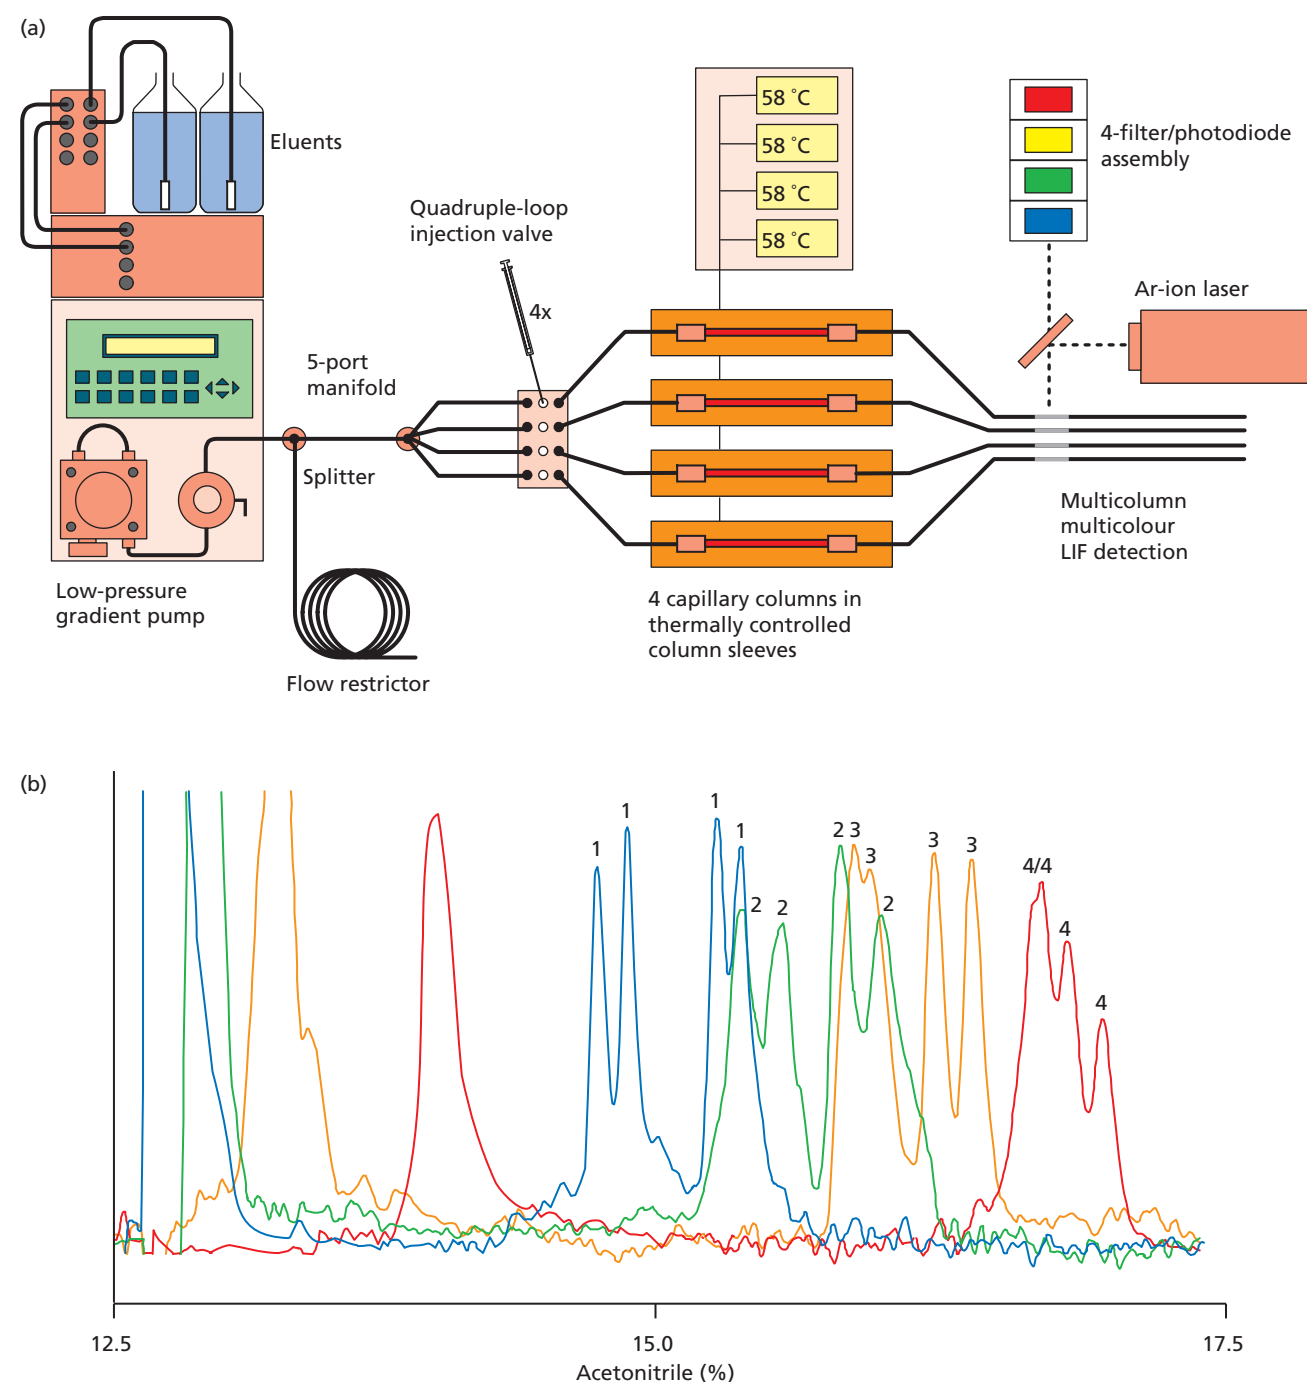 (a)
Eluents
Quadruple-loop
injection valve
4x
5-port
manifold
Splitter
Low-pressure
gradient pump
Flow restrictor
58 °C
58 °C
58 °C
58 °C
4 capillary columns in
thermally controlled
column sleeves
4-filter/photodiode
assembly
Ar-ion laser
Multicolumn
multicolour
LIF detection
(b)
1
1
1
1
2
2
2 3
3
2
3
3
4/4
4
4
12.5
15.0
17.5
Acetonitrile (%)